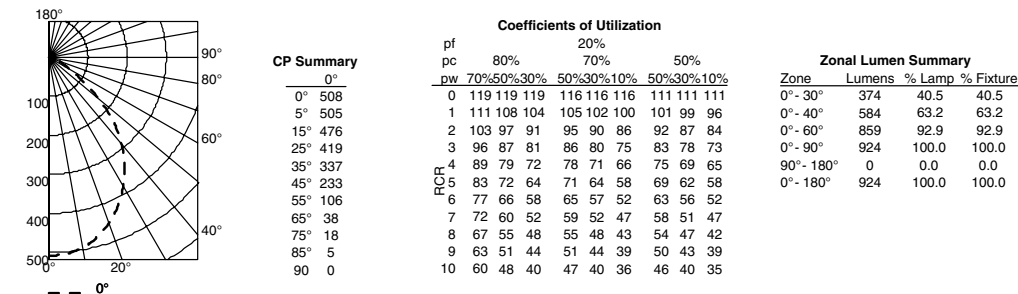 180°
90°
80°
60°
40°
100
200
300
400
500
0°
20°
0°
CP Summary
0°
0° 508
5° 505
15° 476
25° 419
35° 337
45° 233
55° 106
65° 38
75° 18
85° 5
90 0
Coefficients of Utilization
pf 20%
pc 80% 70% 50%
pw 70%50%30% 50%30%10% 50%30%10%
RCR
0 119 119 119 116 116 116 111 111 111
1 111 108 104 105 102 100 101 99 96
2 103 97 91 95 90 86 92 87 84
3 96 87 81 86 80 75 83 78 73
4 89 79 72 78 71 66 75 69 65
5 83 72 64 71 64 58 69 62 58
6 77 66 58 65 57 52 63 56 52
7 72 60 52 59 52 47 58 51 47
8 67 55 48 55 48 43 54 47 42
9 63 51 44 51 44 39 50 43 39
10 60 48 40 47 40 36 46 40 35
Zonal Lumen Summary
Zone Lumens % Lamp % Fixture
0°- 30° 374 40.5 40.5
0°- 40° 584 63.2 63.2
0°- 60° 859 92.9 92.9
0°- 90° 924 100.0 100.0
90°- 180° 0 0.0 0.0
0°- 180° 924 100.0 100.0